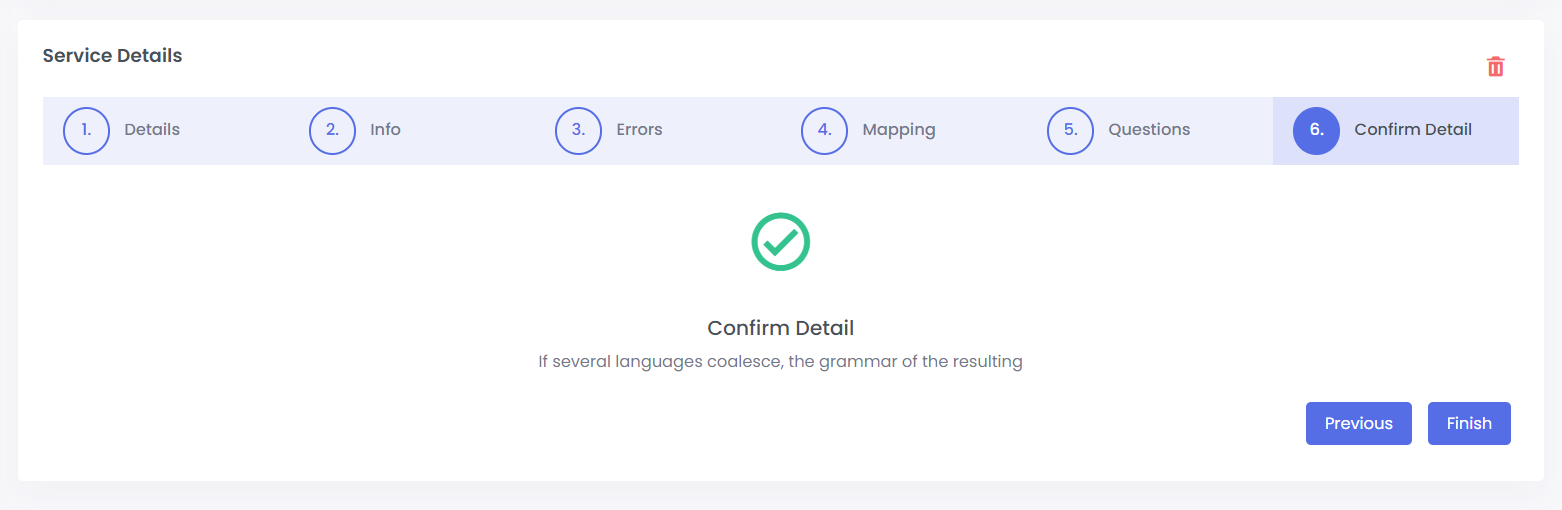 Service Details
1. Details 2. Info 3. Errors 4. Mapping 5. Questions 6. Confirm Detail
Confirm Detail
If several languages coalesce, the grammar of the resulting
Previous Finish